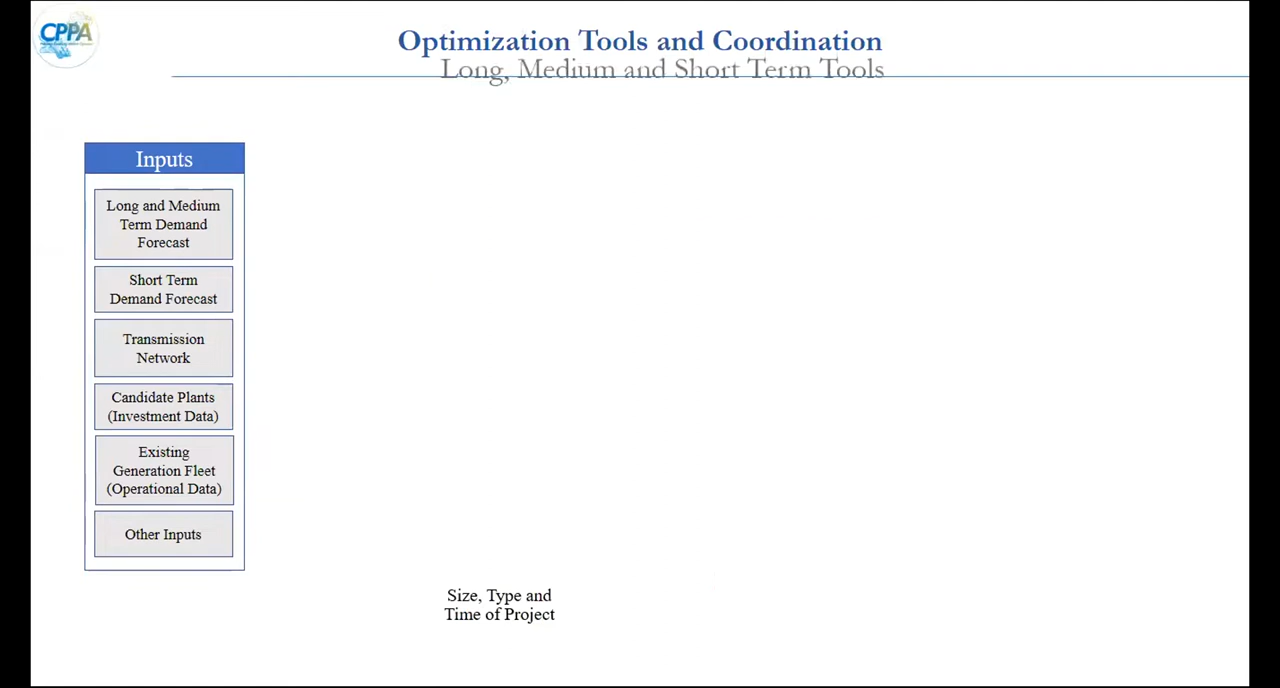 CPPA
Optimization Tools and Coordination
Long, Medium and Short Term Tools
Inputs
Long and Medium
Term Demand
Forecast
Short Term
Demand Forecast
Transmission
Network
Candidate Plants
(Investment Data)
Existing
Generation Fleet
(Operational Data)
Other Inputs
Size, Type and
Time of Project